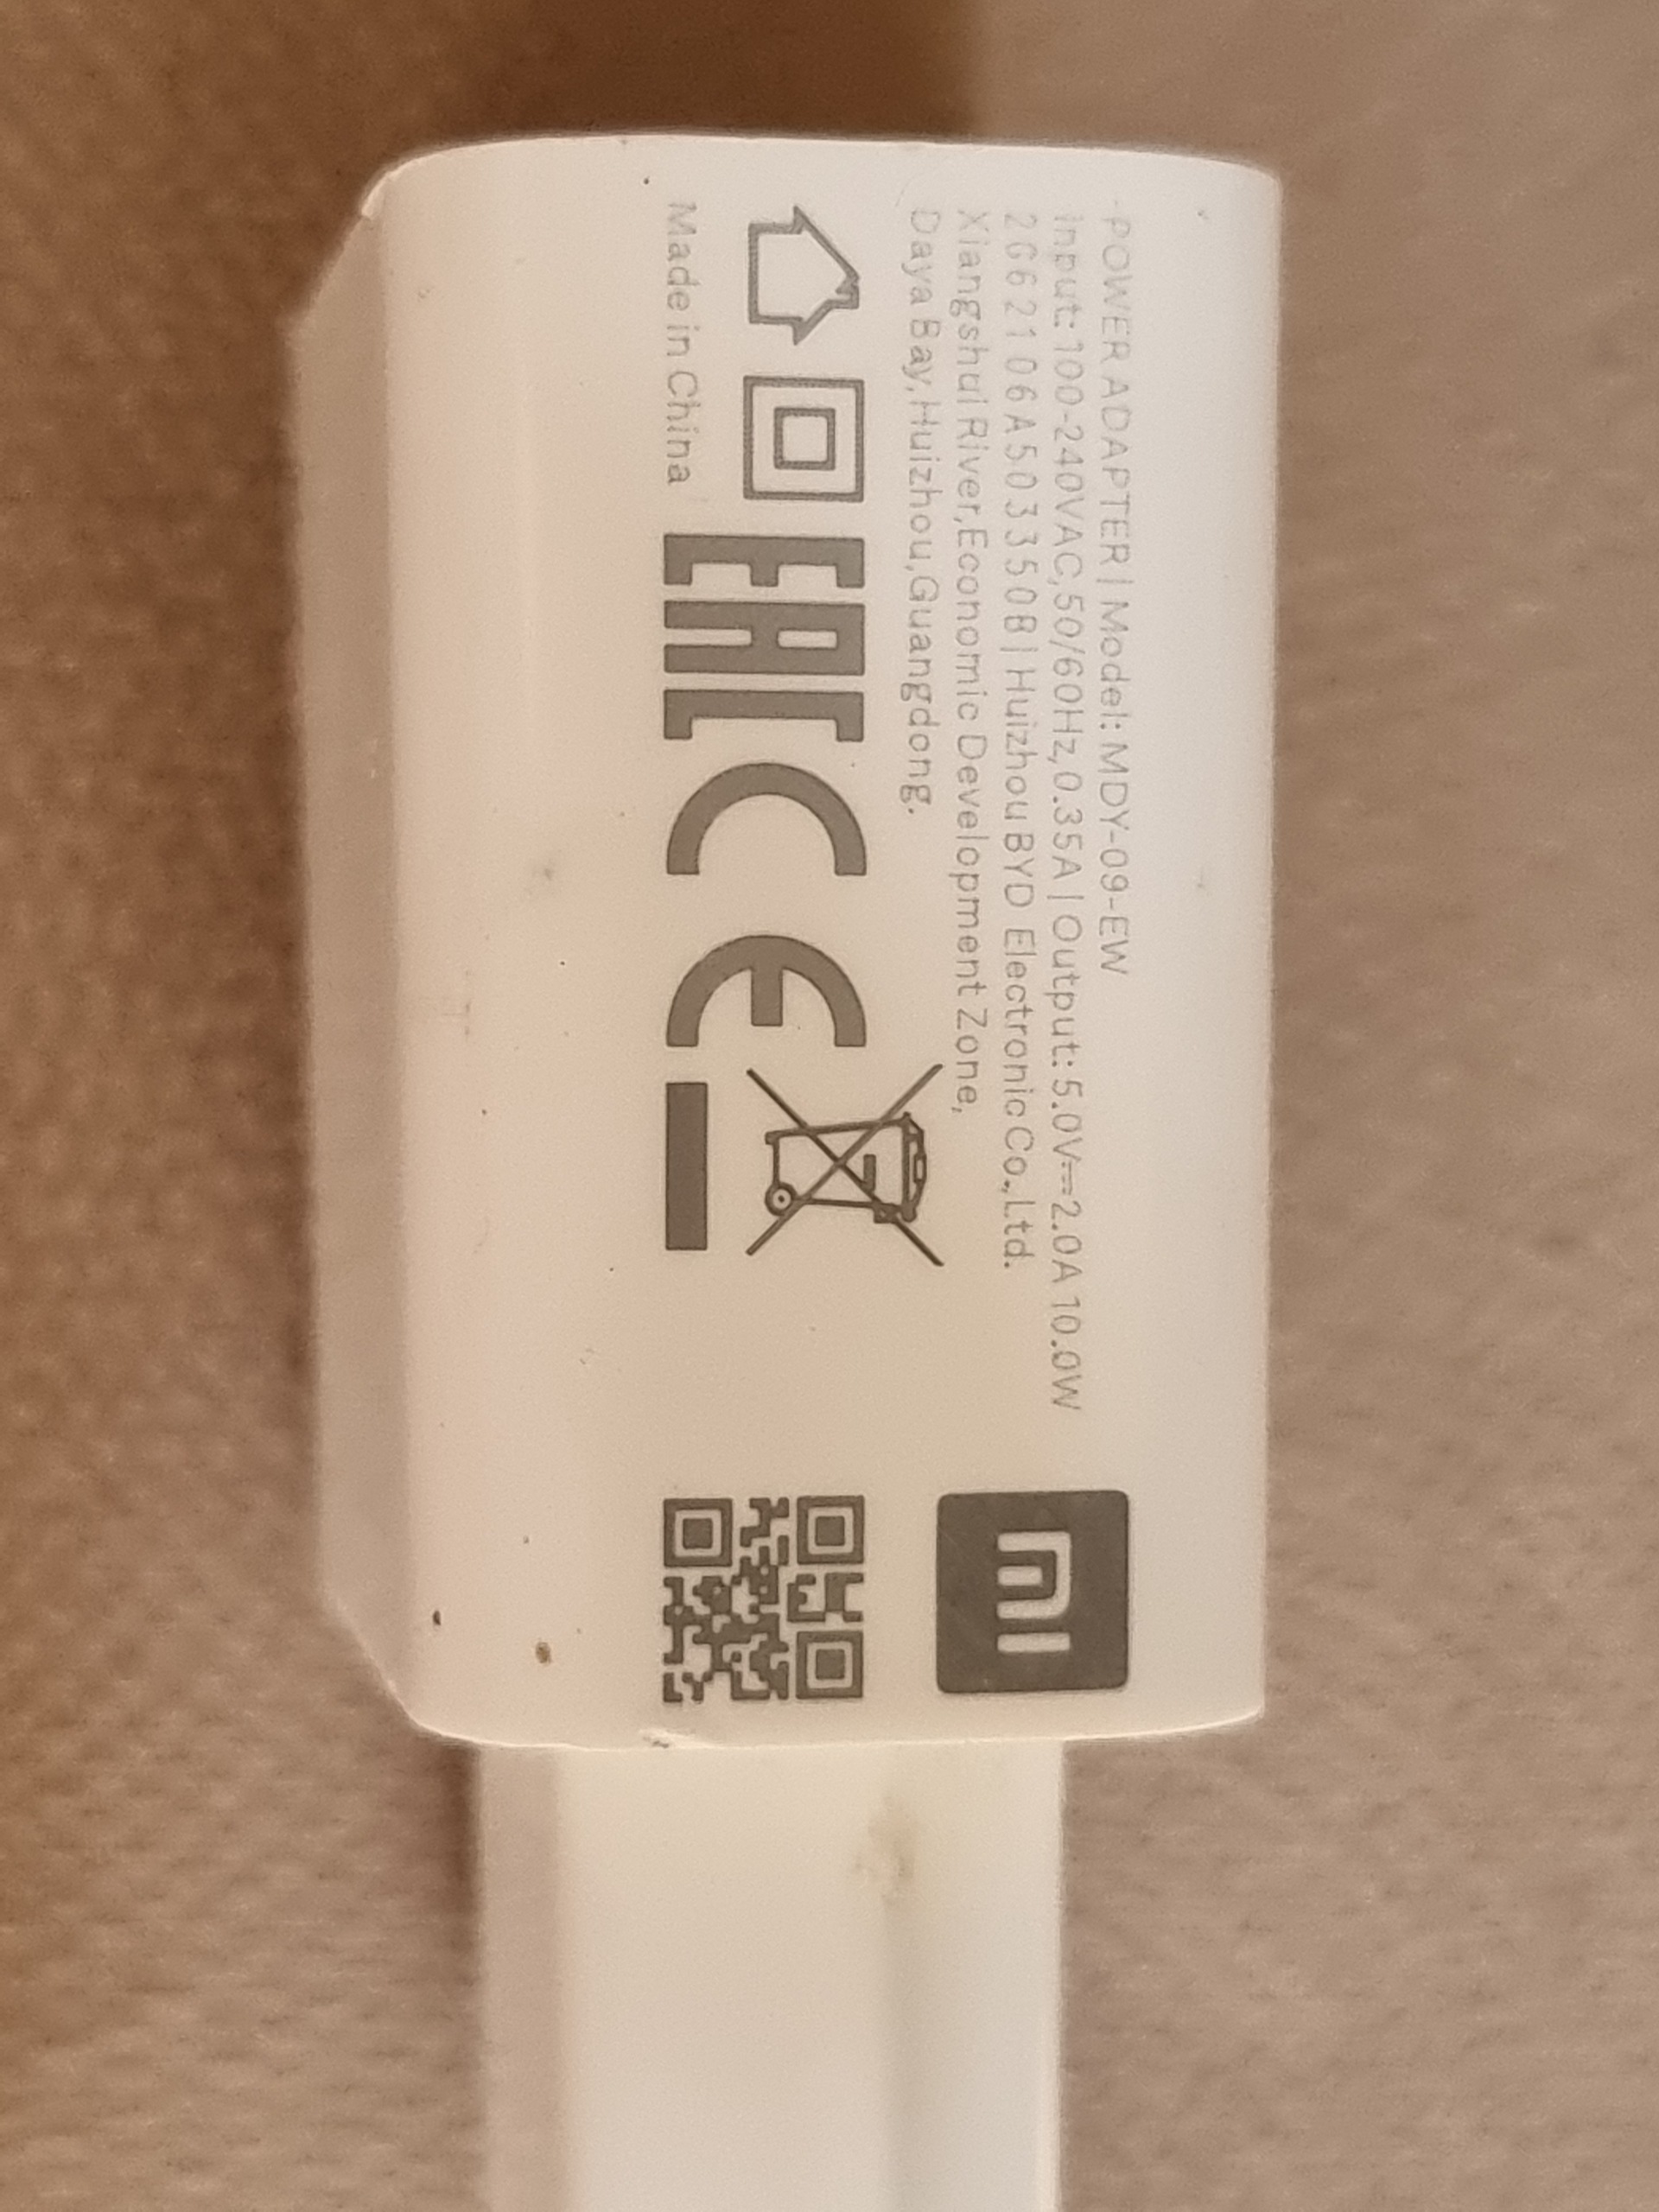 POWER ADAPTER | Model: MDY-09-EW
Input: 100-240VAC, 50/60Hz, 0.35A | Output: 5.0V⎓2.0A 10.0W
2G62106A503350B | Huizhou BYD Electronic Co., Ltd.
Xiangshui River, Economic Development Zone,
Daya Bay, Huizhou, Guangdong.
EAC CE
Made in China
MI